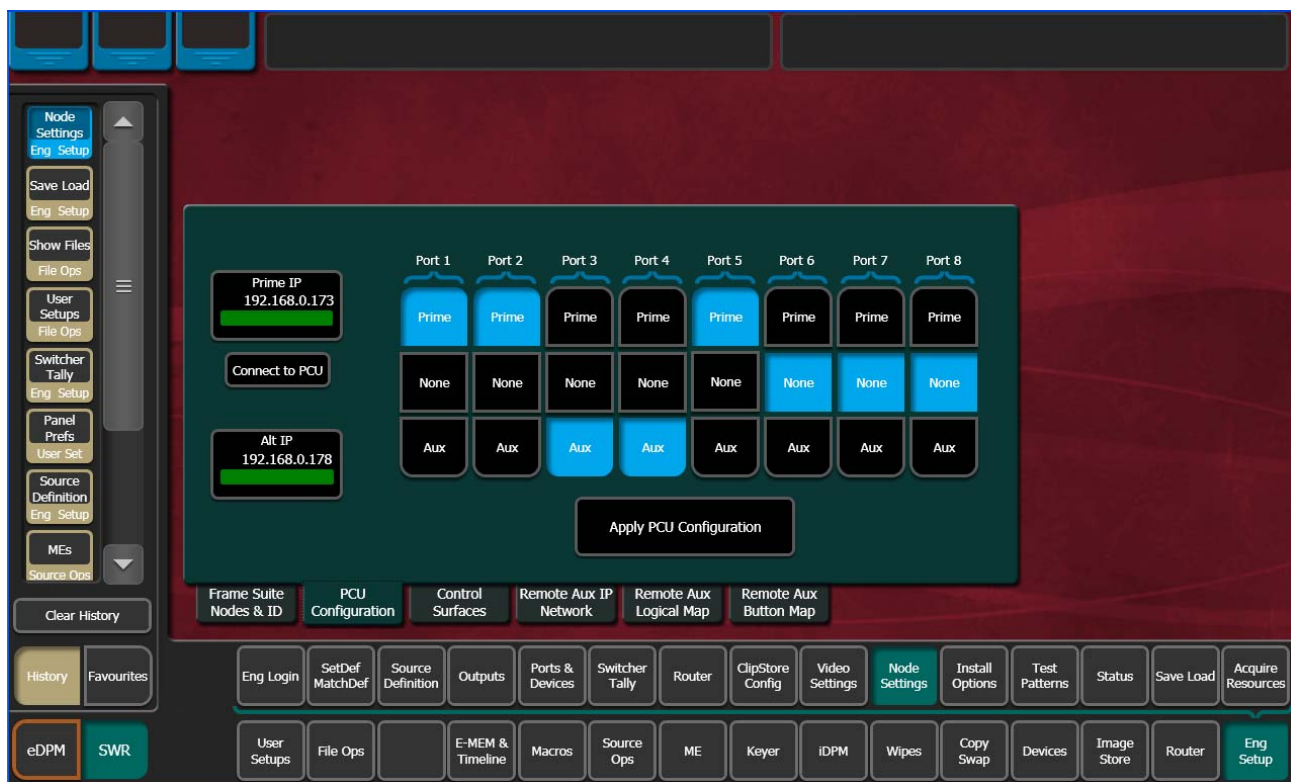 Node
Settings
Eng Setup
Save Load
Eng Setup
Show Files
File Ops
User
Setups
File Ops
Switcher
Tally
Eng Setup
Panel
Prefs
User Set
Source
Definition
Eng Setup
MEs
Source Ops
Clear History
History
Favourites
eDPM
SWR
Prime IP
192.168.0.173
Connect to PCU
Alt IP
192.168.0.178
Port 1 Port 2 Port 3 Port 4 Port 5 Port 6 Port 7 Port 8
Prime Prime Prime Prime Prime Prime Prime Prime
None None None None None None None None
Aux Aux Aux Aux Aux Aux Aux Aux
Apply PCU Configuration
Frame Suite
Nodes & ID
PCU
Configuration
Control
Surfaces
Remote Aux IP
Network
Remote Aux
Logical Map
Remote Aux
Button Map
Eng Login
SetDef
MatchDef
Source
Definition
Outputs
Ports &
Devices
Switcher
Tally
Router
ClipStore
Config
Video
Settings
Node
Settings
Install
Options
Test
Patterns
Status
Save Load
Acquire
Resources
User
Setups
File Ops
E-MEM &
Timeline
Macros
Source
Ops
ME
Keyer
iDPM
Wipes
Copy
Swap
Devices
Image
Store
Router
Eng
Setup